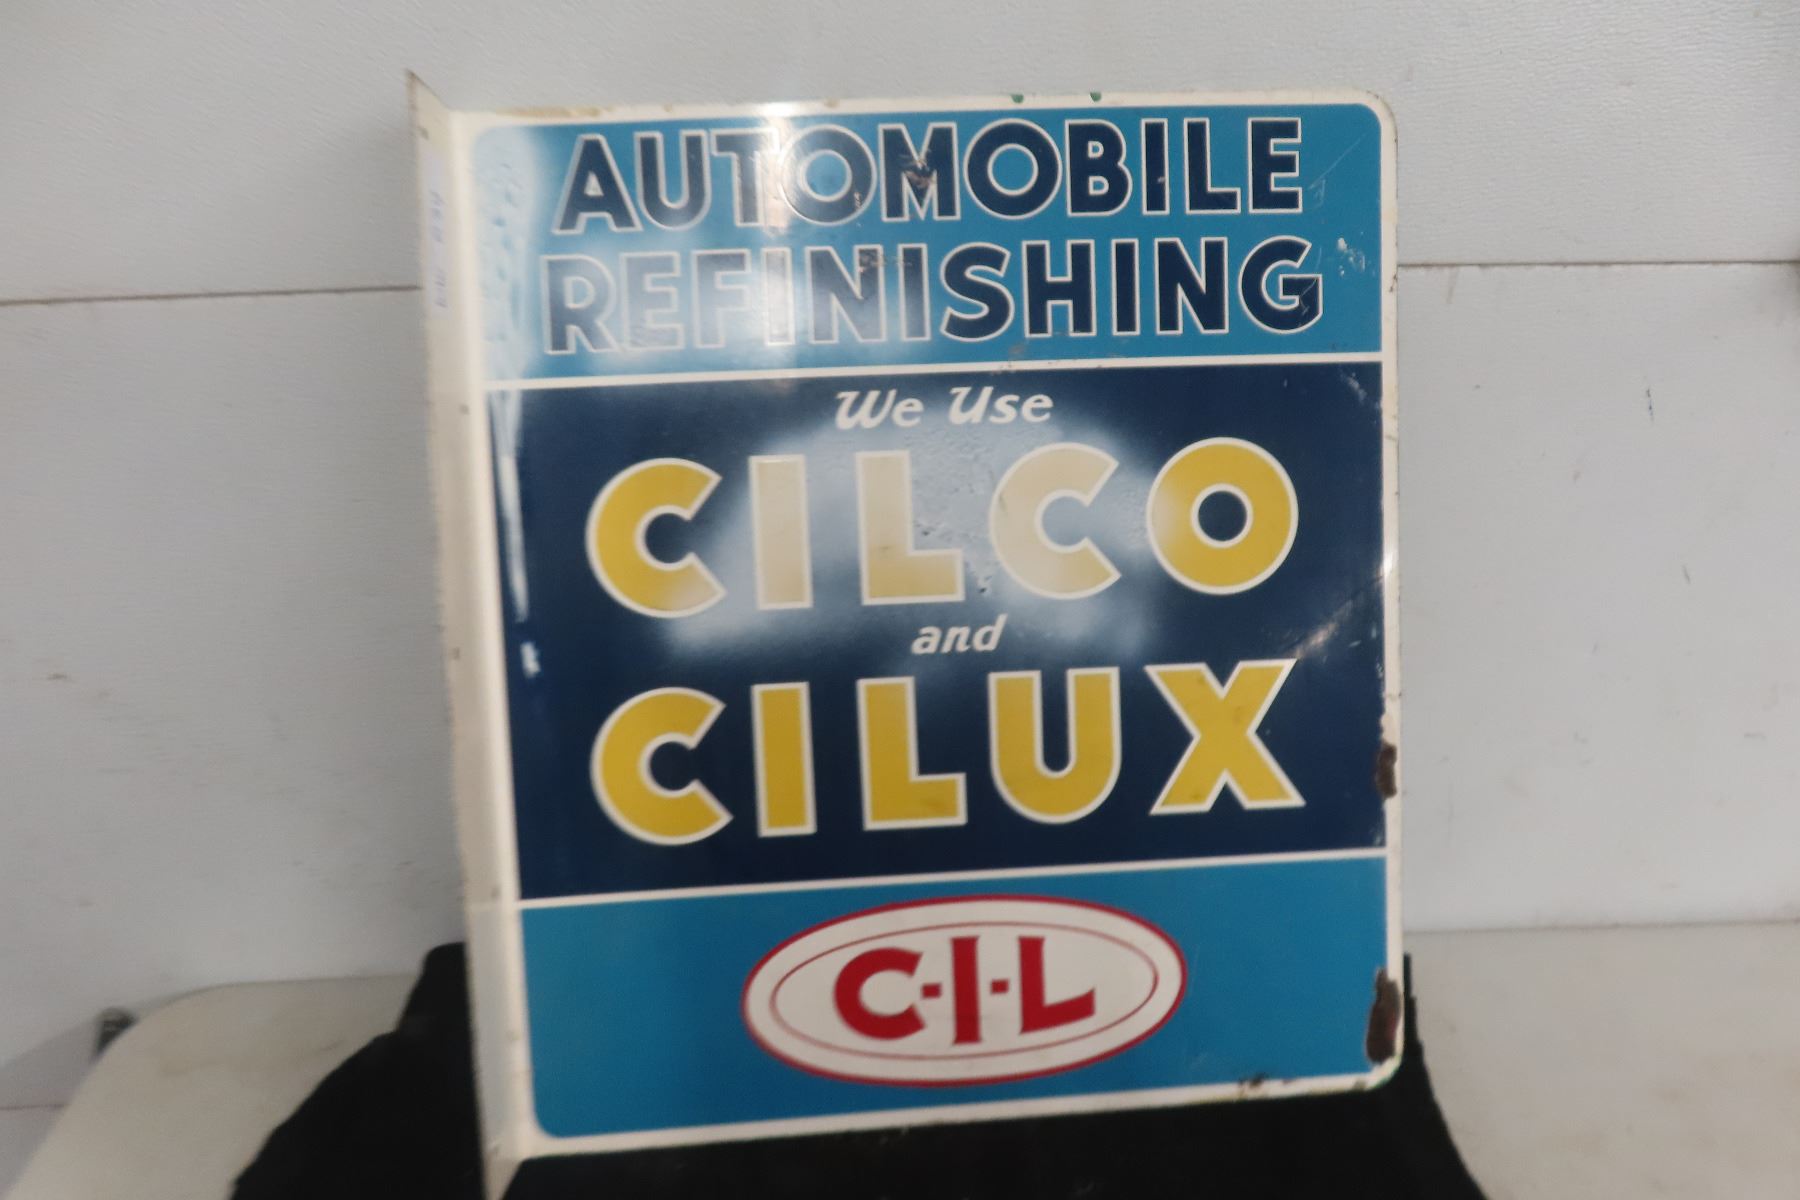 AUTOMOBILE
REFINISHING
We Use
CILCO
and
CILUX
C-I-L